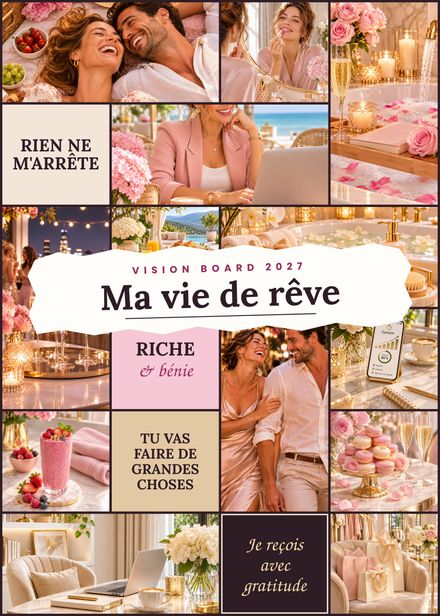 RIEN NE
M'ARRÊTE
VISION BOARD 2027
Ma vie de rêve
RICHE
& bénie
TU VAS
FAIRE DE
GRANDES
CHOSES
Je reçois
avec
gratitude